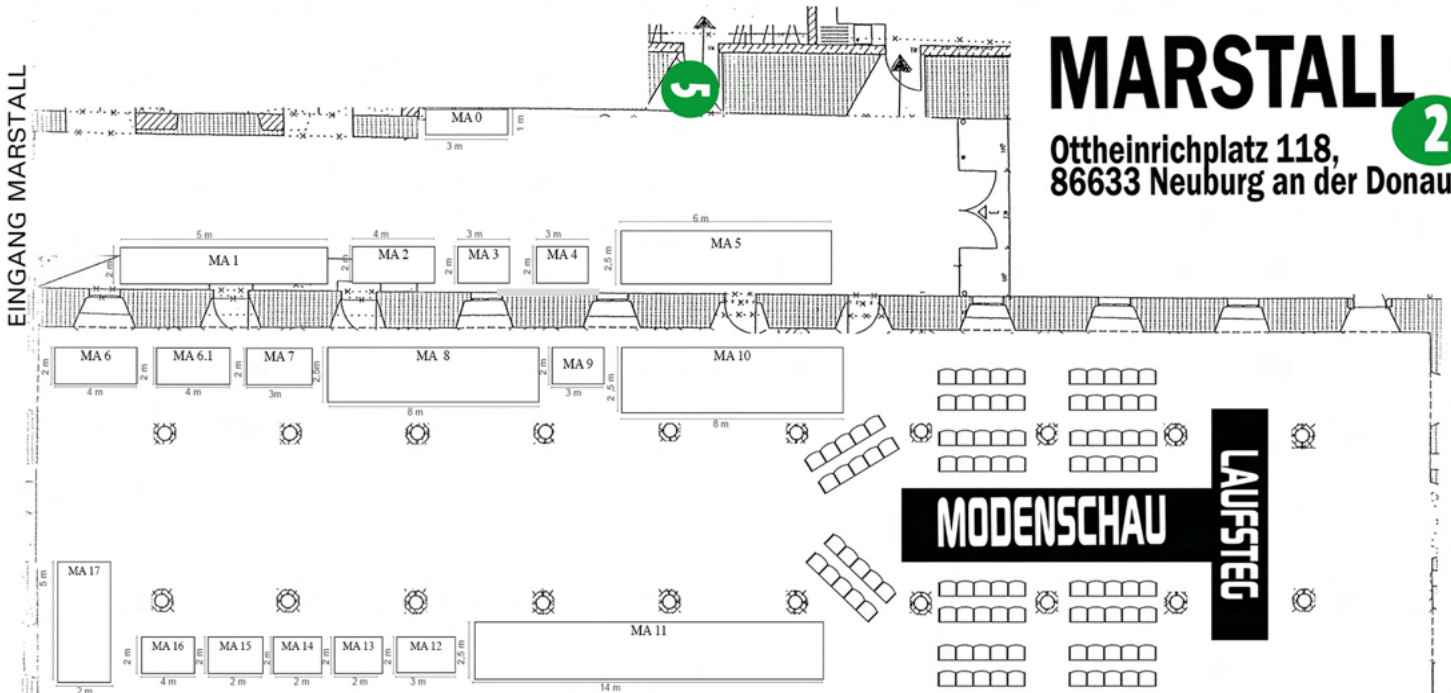 EINGANG MARSTALL
MARSTALL
2
Ottheinrichplatz 118,
86633 Neuburg an der Donau
5
MA 0
1 m
3 m
5 m
2 m
MA 1
4 m
2 m
MA 2
3 m
2 m
MA 3
3 m
2 m
MA 4
6 m
2,5 m
MA 5
2 m
MA 6
4 m
2 m
MA 6.1
4 m
2 m
MA 7
3m
2,5m
MA 8
8 m
2 m
MA 9
3 m
2,5 m
MA 10
8 m
MODENSCHAU
LAUFSTEG
5 m
MA 17
2 m
2 m
MA 16
4 m
2 m
MA 15
2 m
2 m
MA 14
2 m
2 m
MA 13
2 m
2 m
MA 12
3 m
2,5 m
MA 11
14 m